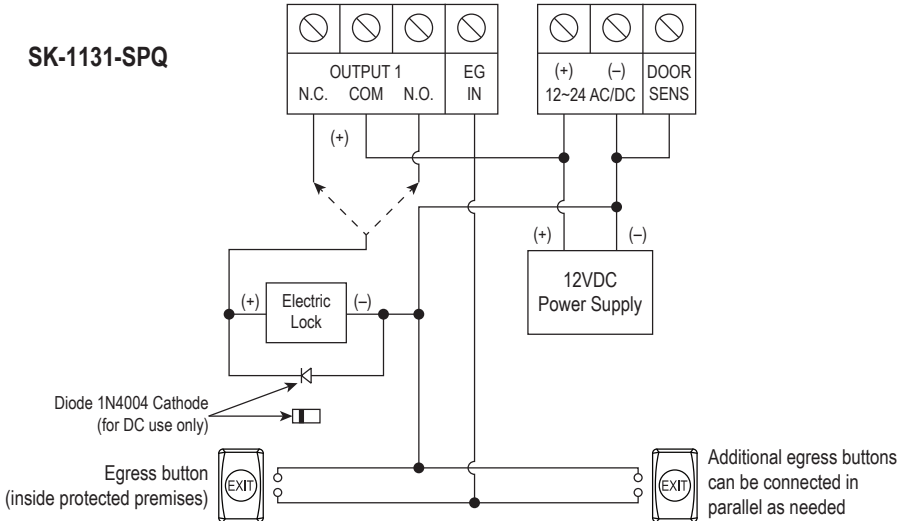 SK-1131-SPQ
OUTPUT 1
N.C. COM N.O.
EG
IN
(+) (–)
12~24 AC/DC
DOOR
SENS
(+)
(+) (–)
12VDC
Power Supply
(+)
Electric
Lock
(–)
Diode 1N4004 Cathode
(for DC use only)
Egress button
(inside protected premises)
EXIT
EXIT
Additional egress buttons
can be connected in
parallel as needed